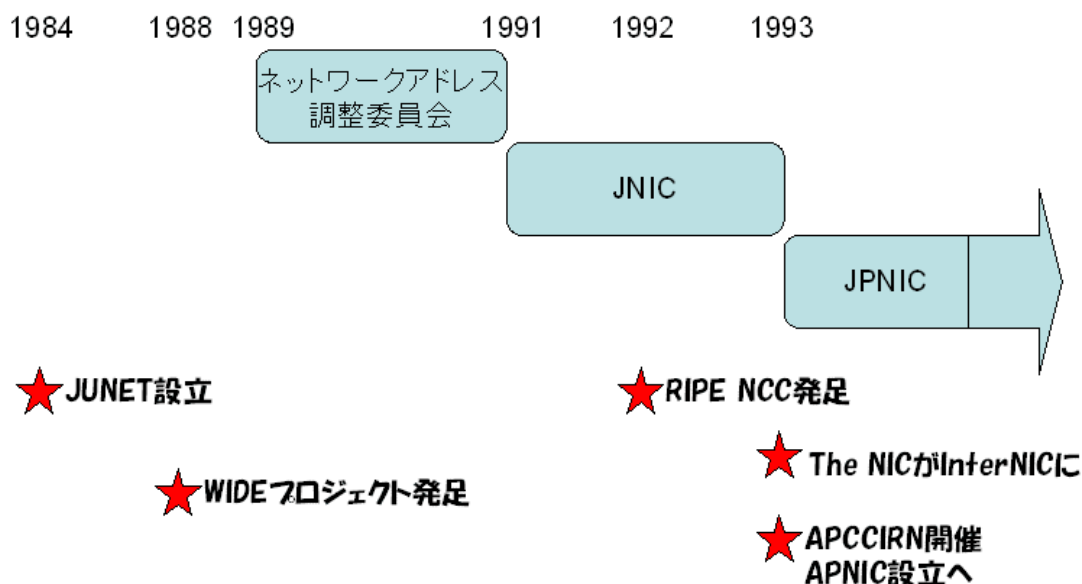 1984 1988 1989 1991 1992 1993
ネットワークアドレス
調整委員会
JNIC
JPNIC
JUNET設立
RIPE NCC発足
The NICがInterNICに
WIDEプロジェクト発足
APCCIRN開催
APNIC設立へ